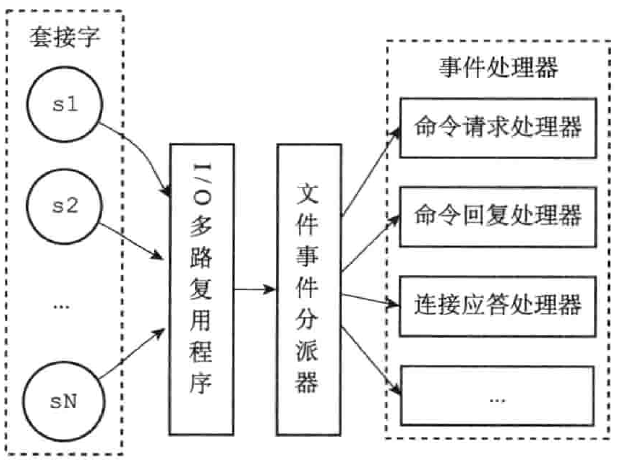 套接字
s1
s2
...
sN
I/O多路复用程序
文件事件分派器
事件处理器
命令请求处理器
命令回复处理器
连接应答处理器
...